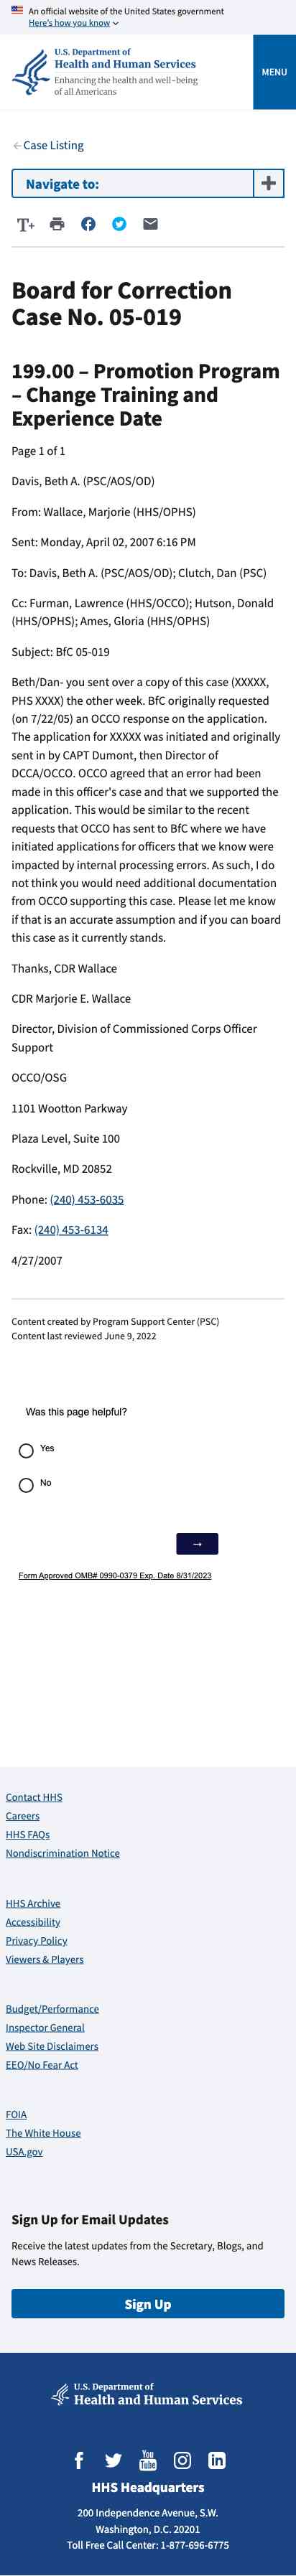 An official website of the United States government
Here's how you know
U.S. Department of
Health and Human Services
Enhancing the health and well-being
of all Americans
MENU
Case Listing
Navigate to:
T+
Board for Correction
Case No. 05-019
199.00 – Promotion Program
– Change Training and
Experience Date
Page 1 of 1
Davis, Beth A. (PSC/AOS/OD)
From: Wallace, Marjorie (HHS/OPHS)
Sent: Monday, April 02, 2007 6:16 PM
To: Davis, Beth A. (PSC/AOS/OD); Clutch, Dan (PSC)
Cc: Furman, Lawrence (HHS/OCCO); Hutson, Donald
(HHS/OPHS); Ames, Gloria (HHS/OPHS)
Subject: BfC 05-019
Beth/Dan- you sent over a copy of this case (XXXXX,
PHS XXXX) the other week. BfC originally requested
(on 7/22/05) an OCCO response on the application.
The application for XXXXX was initiated and originally
sent in by CAPT Dumont, then Director of
DCCA/OCCO. OCCO agreed that an error had been
made in this officer's case and that we supported the
application. This would be similar to the recent
requests that OCCO has sent to BfC where we have
initiated applications for officers that we know were
impacted by internal processing errors. As such, I do
not think you would need additional documentation
from OCCO supporting this case. Please let me know
if that is an accurate assumption and if you can board
this case as it currently stands.
Thanks, CDR Wallace
CDR Marjorie E. Wallace
Director, Division of Commissioned Corps Officer
Support
OCCO/OSG
1101 Wootton Parkway
Plaza Level, Suite 100
Rockville, MD 20852
Phone: (240) 453-6035
Fax: (240) 453-6134
4/27/2007
Content created by Program Support Center (PSC)
Content last reviewed June 9, 2022
Was this page helpful?
Yes
No
→
Form Approved OMB# 0990-0379 Exp. Date 8/31/2023
Contact HHS
Careers
HHS FAQs
Nondiscrimination Notice
HHS Archive
Accessibility
Privacy Policy
Viewers & Players
Budget/Performance
Inspector General
Web Site Disclaimers
EEO/No Fear Act
FOIA
The White House
USA.gov
Sign Up for Email Updates
Receive the latest updates from the Secretary, Blogs, and
News Releases.
Sign Up
U.S. Department of
Health and Human Services
You Tube
HHS Headquarters
200 Independence Avenue, S.W.
Washington, D.C. 20201
Toll Free Call Center: 1-877-696-6775